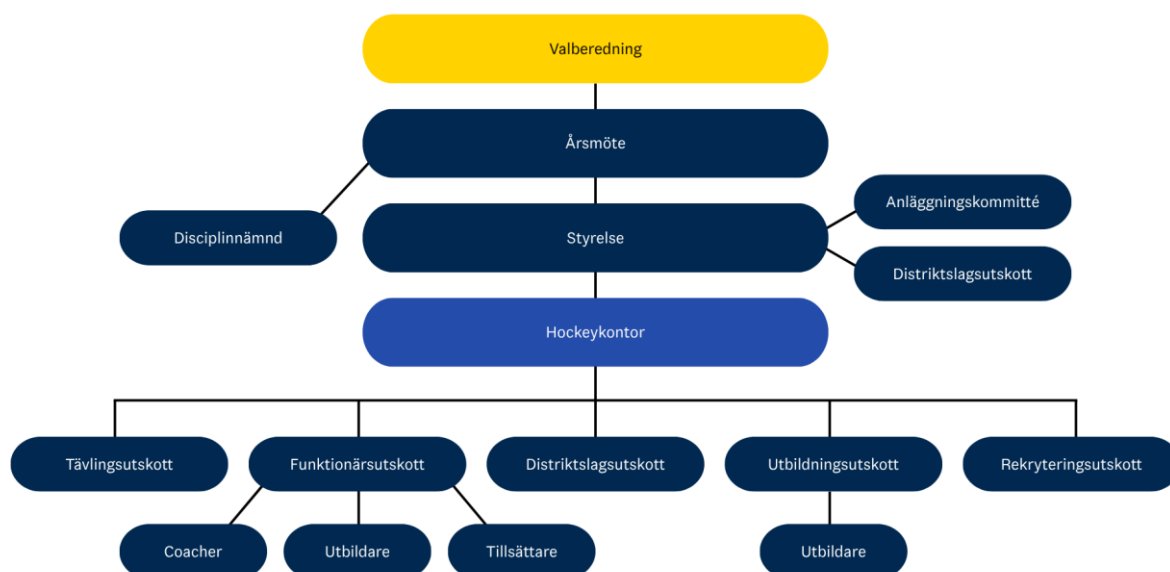 Valberedning
Årsmöte
Anläggningskommitté
Disciplinnämnd
Styrelse
Distriktslagsutskott
Hockeykontor
Tävlingsutskott
Funktionärsutskott
Distriktslagsutskott
Utbildningsutskott
Rekryteringsutskott
Coacher
Utbildare
Tillsättare
Utbildare